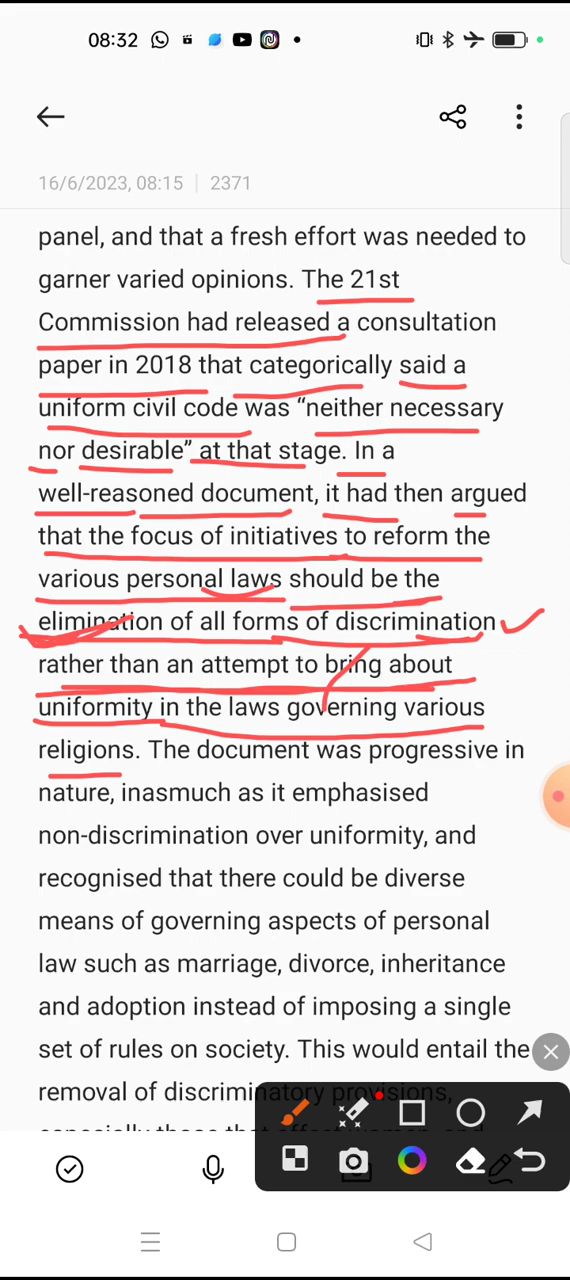 08:32
16/6/2023, 08:15 | 2371
panel, and that a fresh effort was needed to
garner varied opinions. The 21st
Commission had released a consultation
paper in 2018 that categorically said a
uniform civil code was “neither necessary
nor desirable” at that stage. In a
well-reasoned document, it had then argued
that the focus of initiatives to reform the
various personal laws should be the
elimination of all forms of discrimination
rather than an attempt to bring about
uniformity in the laws governing various
religions. The document was progressive in
nature, inasmuch as it emphasised
non-discrimination over uniformity, and
recognised that there could be diverse
means of governing aspects of personal
law such as marriage, divorce, inheritance
and adoption instead of imposing a single
set of rules on society. This would entail the
removal of discriminatory provisions,